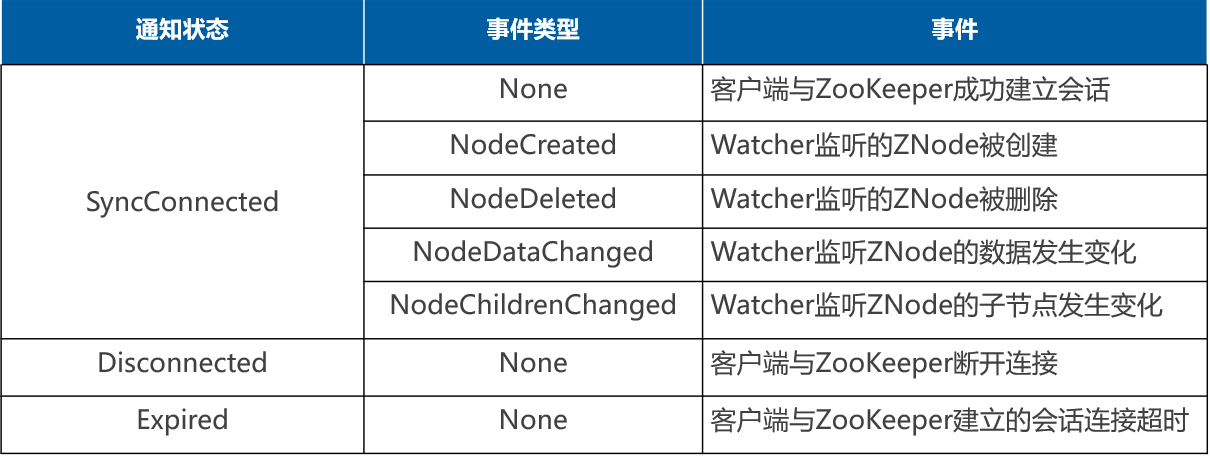 通知状态 事件类型 事件
SyncConnected
None 客户端与ZooKeeper成功建立会话
NodeCreated Watcher监听的ZNode被创建
NodeDeleted Watcher监听的ZNode被删除
NodeDataChanged Watcher监听ZNode的数据发生变化
NodeChildrenChanged Watcher监听ZNode的子节点发生变化
Disconnected None 客户端与ZooKeeper断开连接
Expired None 客户端与ZooKeeper建立的会话连接超时